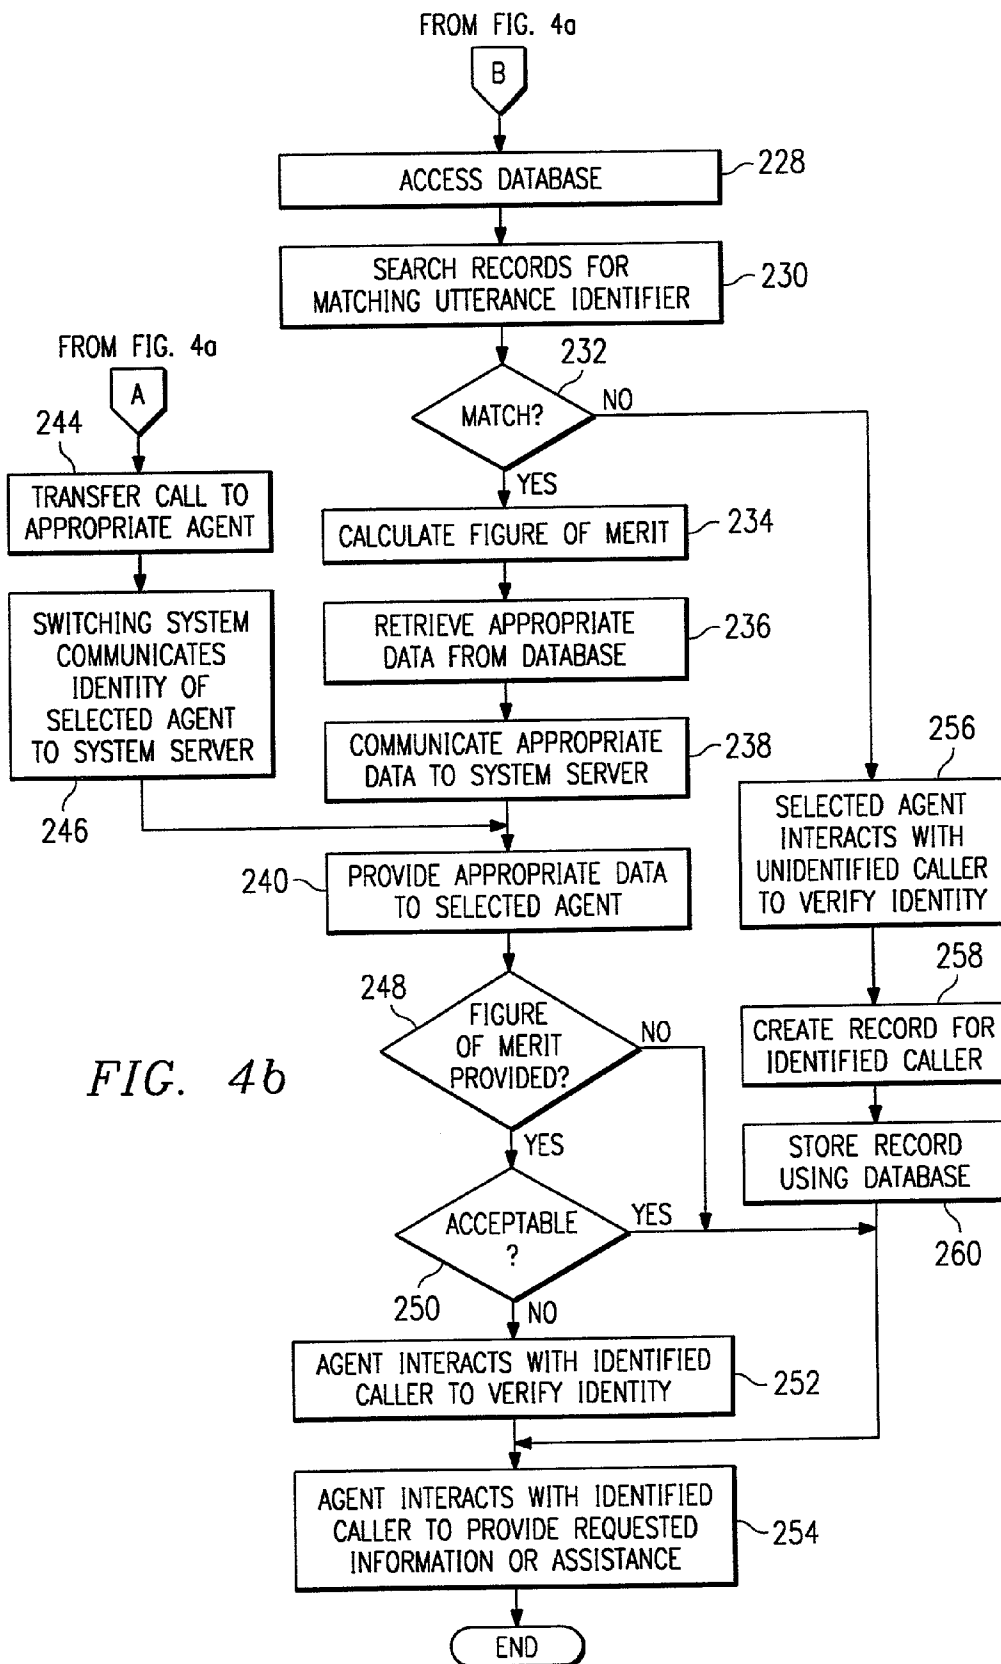 FROM FIG. 4a
B
ACCESS DATABASE
228
SEARCH RECORDS FOR
MATCHING UTTERANCE IDENTIFIER
230
FROM FIG. 4a
A
232
MATCH?
NO
YES
244
TRANSFER CALL TO
APPROPRIATE AGENT
CALCULATE FIGURE OF MERIT
234
SWITCHING SYSTEM
COMMUNICATES
IDENTITY OF
SELECTED AGENT
TO SYSTEM SERVER
246
RETRIEVE APPROPRIATE
DATA FROM DATABASE
236
COMMUNICATE APPROPRIATE
DATA TO SYSTEM SERVER
238
256
SELECTED AGENT
INTERACTS WITH
UNIDENTIFIED CALLER
TO VERIFY IDENTITY
240
PROVIDE APPROPRIATE DATA
TO SELECTED AGENT
248
FIGURE
OF MERIT
PROVIDED?
NO
YES
258
CREATE RECORD FOR
IDENTIFIED CALLER
FIG. 4b
STORE RECORD
USING DATABASE
260
ACCEPTABLE
?
YES
250
NO
AGENT INTERACTS WITH IDENTIFIED
CALLER TO VERIFY IDENTITY
252
AGENT INTERACTS WITH IDENTIFIED
CALLER TO PROVIDE REQUESTED
INFORMATION OR ASSISTANCE
254
END